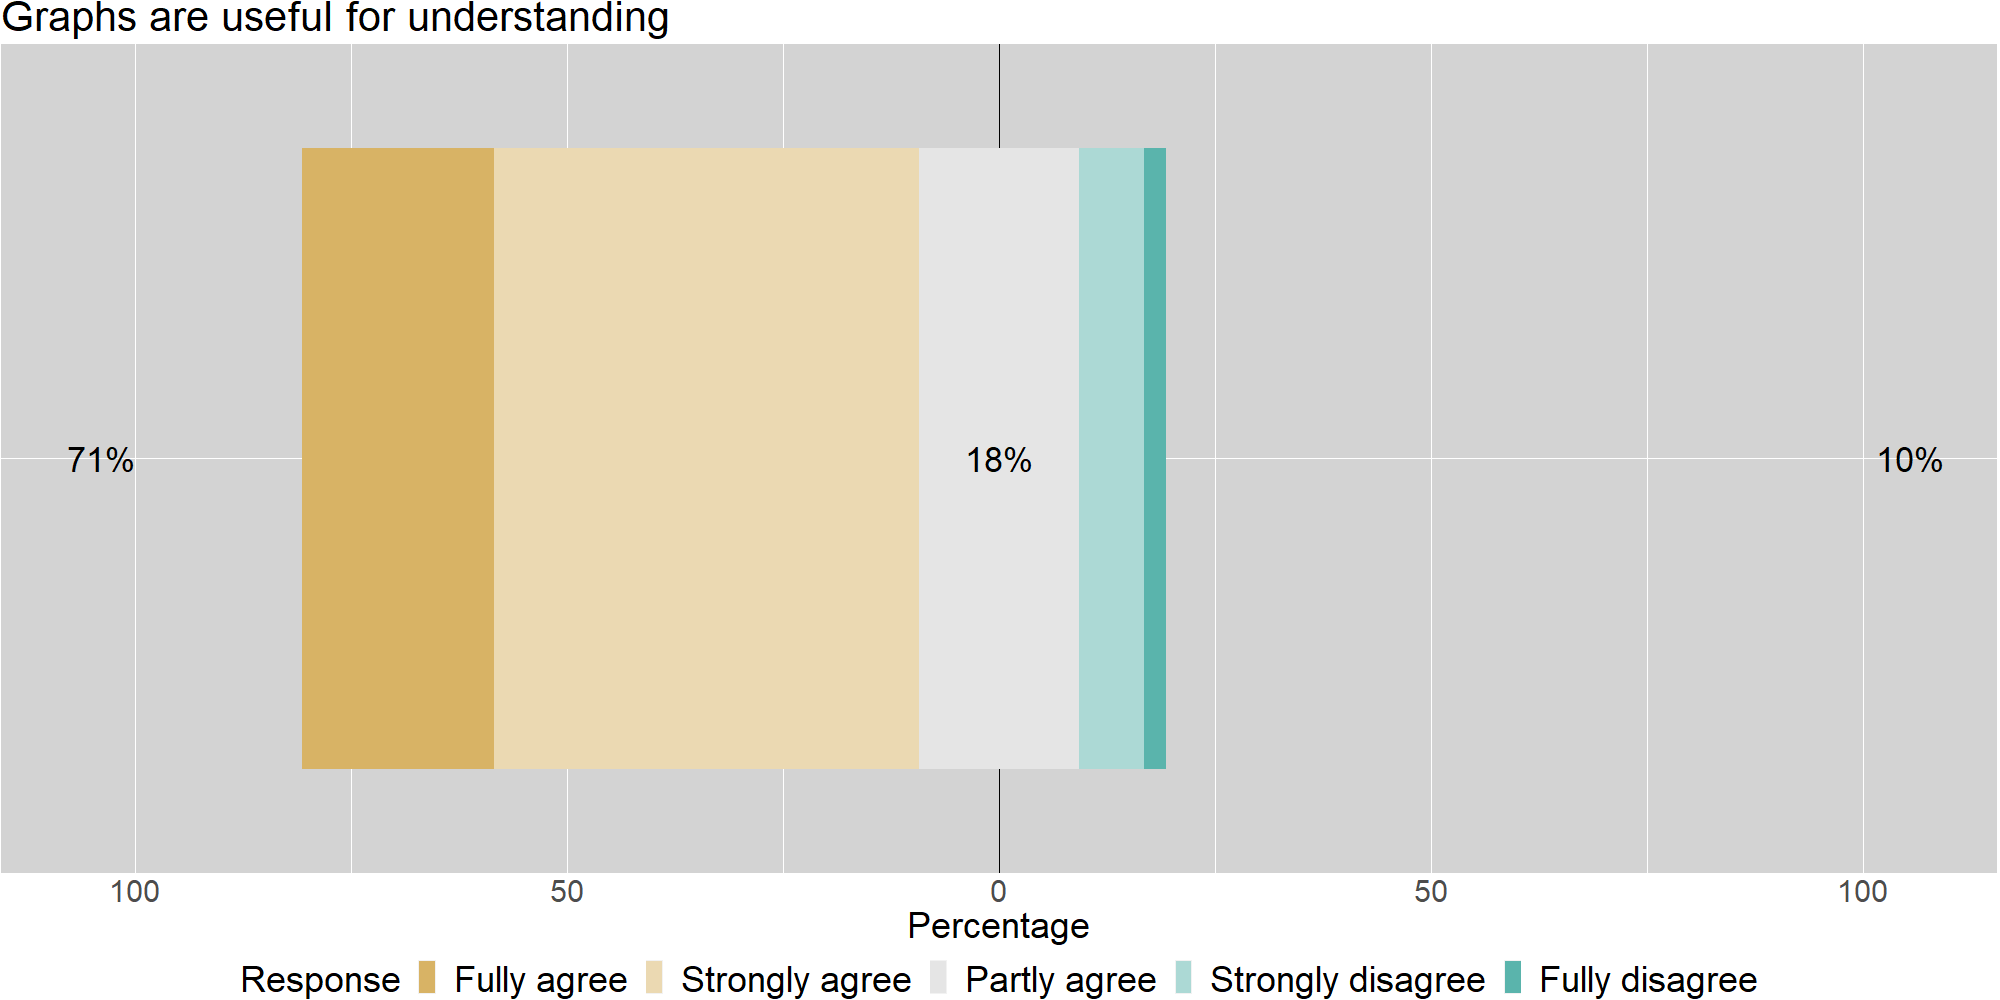 Graphs are useful for understanding
71% 18% 10%
100 50 0 50 100
Percentage
Response Fully agree Strongly agree Partly agree Strongly disagree Fully disagree